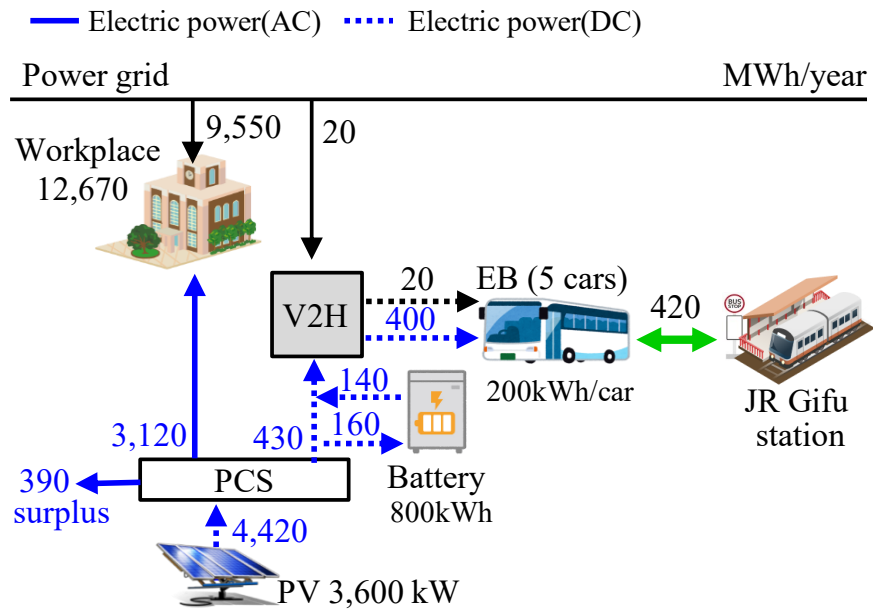 Electric power(AC) Electric power(DC)
Power grid MWh/year
9,550 20
Workplace
12,670
20 EB (5 cars)
V2H 400 420
BUS
STOP
140 200kWh/car JR Gifu
station
3,120 430 160
PCS Battery
800kWh
390
surplus
4,420
PV 3,600 kW